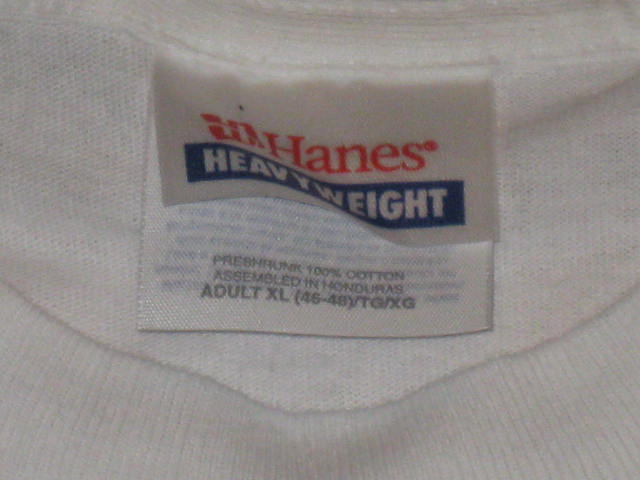 Hanes®
HEAVYWEIGHT
PRESHRUNK 100% COTTON
ASSEMBLED IN HONDURAS
ADULT XL (46-48)/TG/XG